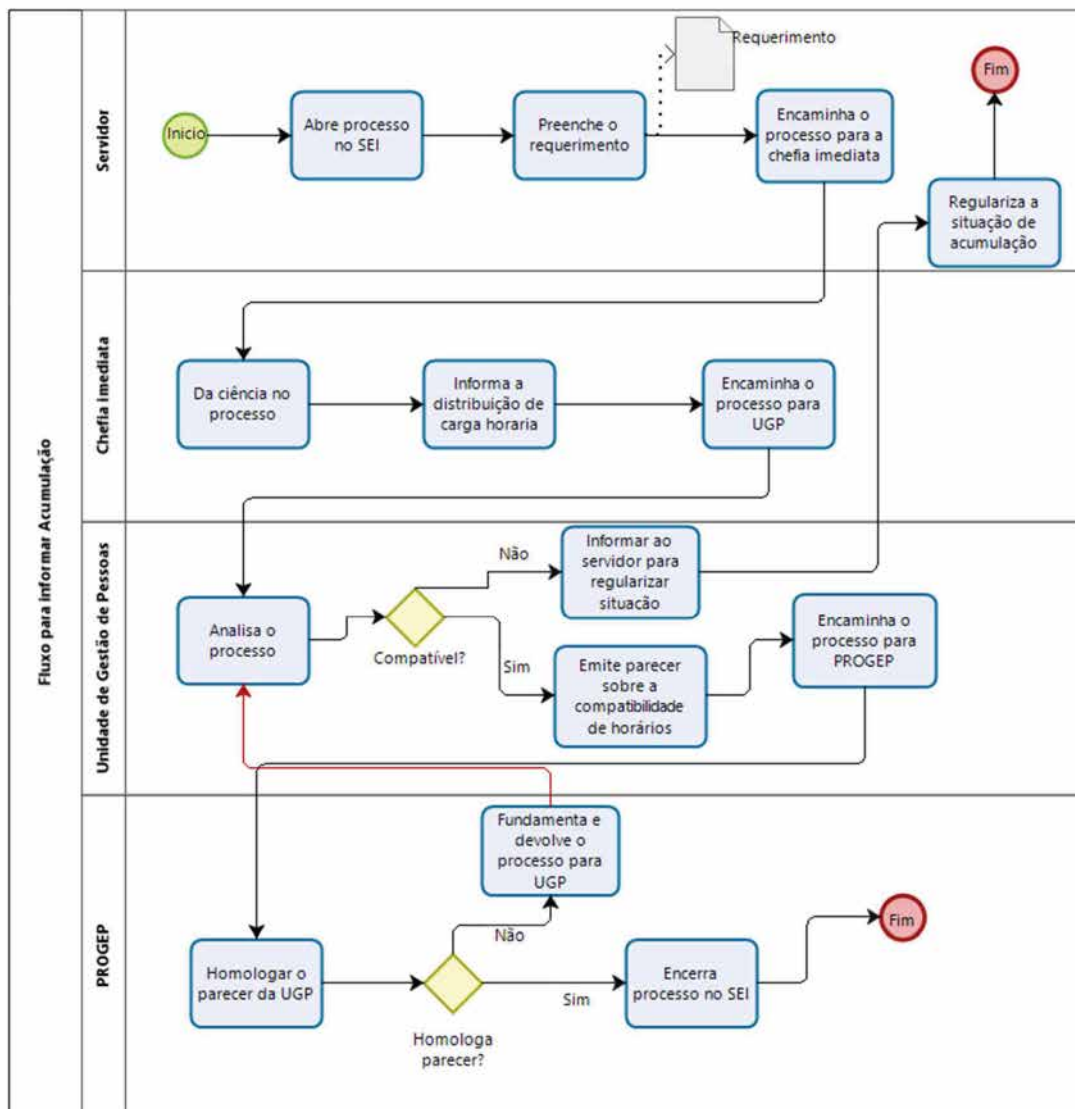 Fluxo para Informar Acumulação
Servidor
Inicio
Abre processo
no SEI
Preenche o
requerimento
Requerimento
Encaminha o
processo para a
chefia imediata
Fim
Regulariza a
situação de
acumulação
Chefia imediata
Da ciência no
processo
Informa a
distribuição de
carga horaria
Encaminha o
processo para
UGP
Unidade de Gestão de Pessoas
Analisa o
processo
Compatível?
Não
Informar ao
servidor para
regularizar
situacão
Sim
Emite parecer
sobre a
compatibilidade
de horários
Encaminha o
processo para
PROGEP
PROGEP
Homologar o
parecer da UGP
Homologa
parecer?
Não
Fundamenta e
devolve o
processo para
UGP
Sim
Encerra
processo no SEI
Fim